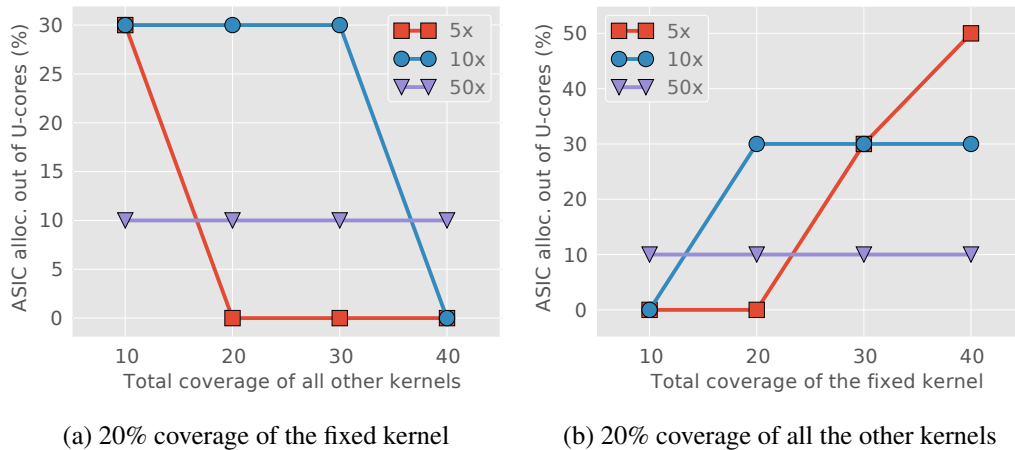 ASIC alloc. out of U-cores (%)
30
25
20
15
10
5
0
10 20 30 40
Total coverage of all other kernels
5x
10x
50x
(a) 20% coverage of the fixed kernel
ASIC alloc. out of U-cores (%)
50
40
30
20
10
0
10 20 30 40
Total coverage of the fixed kernel
5x
10x
50x
(b) 20% coverage of all the other kernels